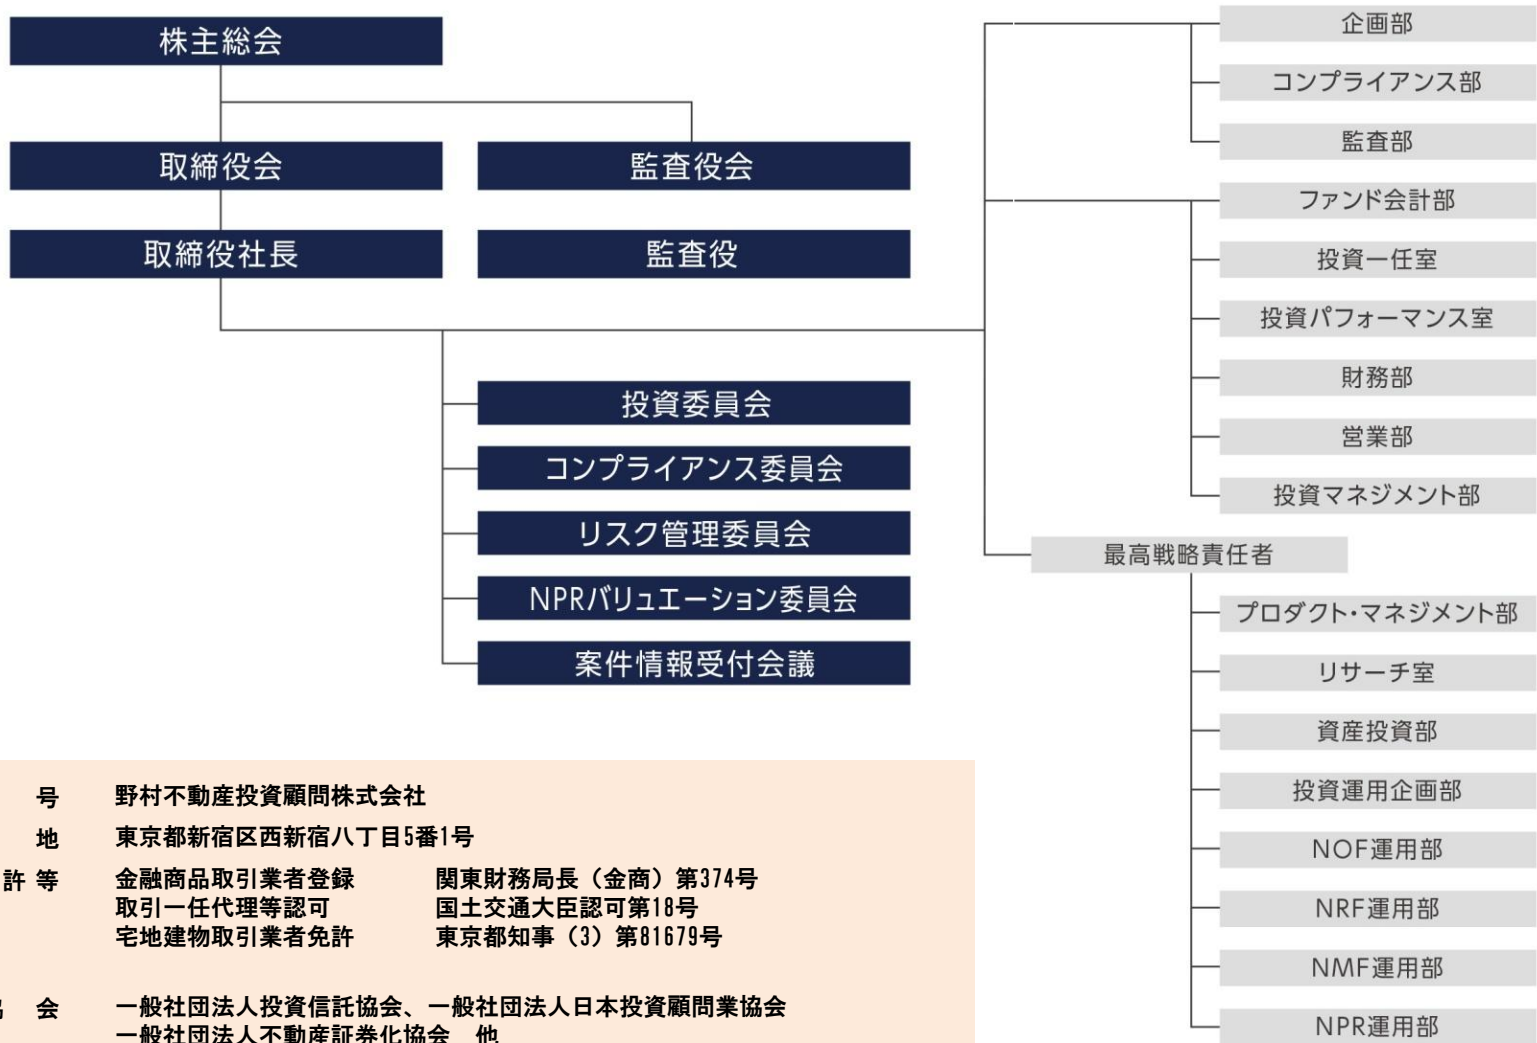 株主総会
取締役会
監査役会
取締役社長
監査役
投資委員会
コンプライアンス委員会
リスク管理委員会
NPRバリュエーション委員会
案件情報受付会議
企画部
コンプライアンス部
監査部
ファンド会計部
投資一任室
投資パフォーマンス室
財務部
営業部
投資マネジメント部
最高戦略責任者
プロダクト・マネジメント部
リサーチ室
資産投資部
投資運用企画部
NOF運用部
NRF運用部
NMF運用部
NPR運用部
号 野村不動産投資顧問株式会社
地 東京都新宿区西新宿八丁目5番1号
許 等 金融商品取引業者登録 関東財務局長（金商）第374号
取引一任代理等認可 国土交通大臣認可第18号
宅地建物取引業者免許 東京都知事（3）第81679号
会 一般社団法人投資信託協会、一般社団法人日本投資顧問業協会
一般社団法人不動産証券化協会 他